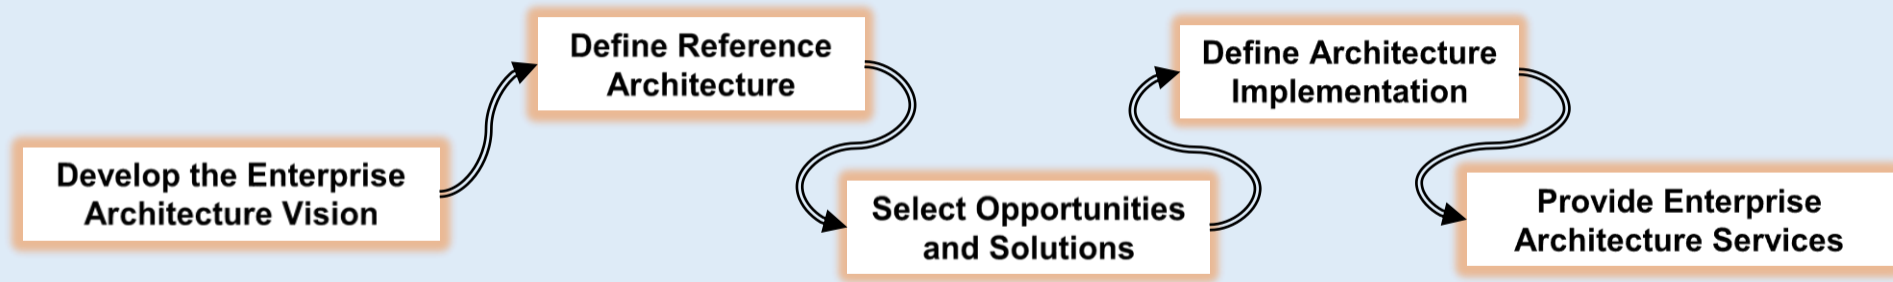 Develop the Enterprise
Architecture Vision
Define Reference
Architecture
Select Opportunities
and Solutions
Define Architecture
Implementation
Provide Enterprise
Architecture Services